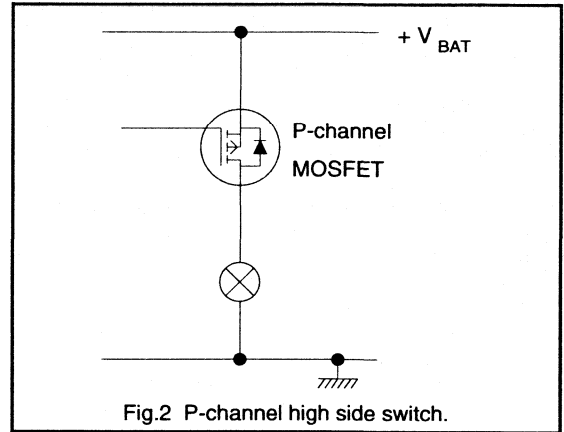 + V BAT
P-channel
MOSFET
Fig.2 P-channel high side switch.